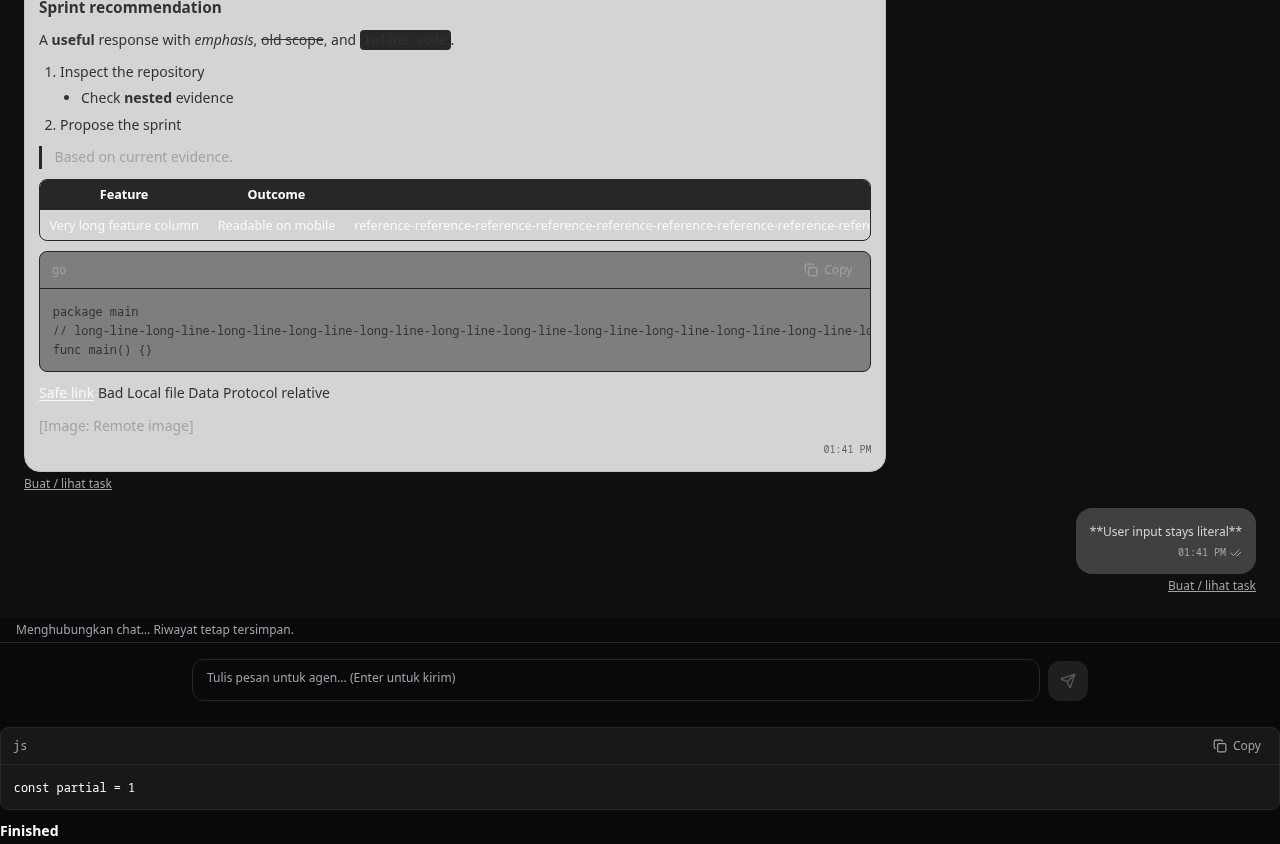 Sprint recommendation
A useful response with emphasis, old scope, and inline code.
1. Inspect the repository
• Check nested evidence
2. Propose the sprint
Based on current evidence.
Feature Outcome
Very long feature column Readable on mobile reference-reference-reference-reference-reference-reference-reference-reference-refer
go Copy
package main
// long-line-long-line-long-line-long-line-long-line-long-line-long-line-long-line-long-line-long-line-long-line-lo
func main() {}
Safe link Bad Local file Data Protocol relative
[Image: Remote image]
01:41 PM
Buat / lihat task
**User input stays literal**
01:41 PM
Buat / lihat task
Menghubungkan chat... Riwayat tetap tersimpan.
Tulis pesan untuk agen... (Enter untuk kirim)
js Copy
const partial = 1
Finished